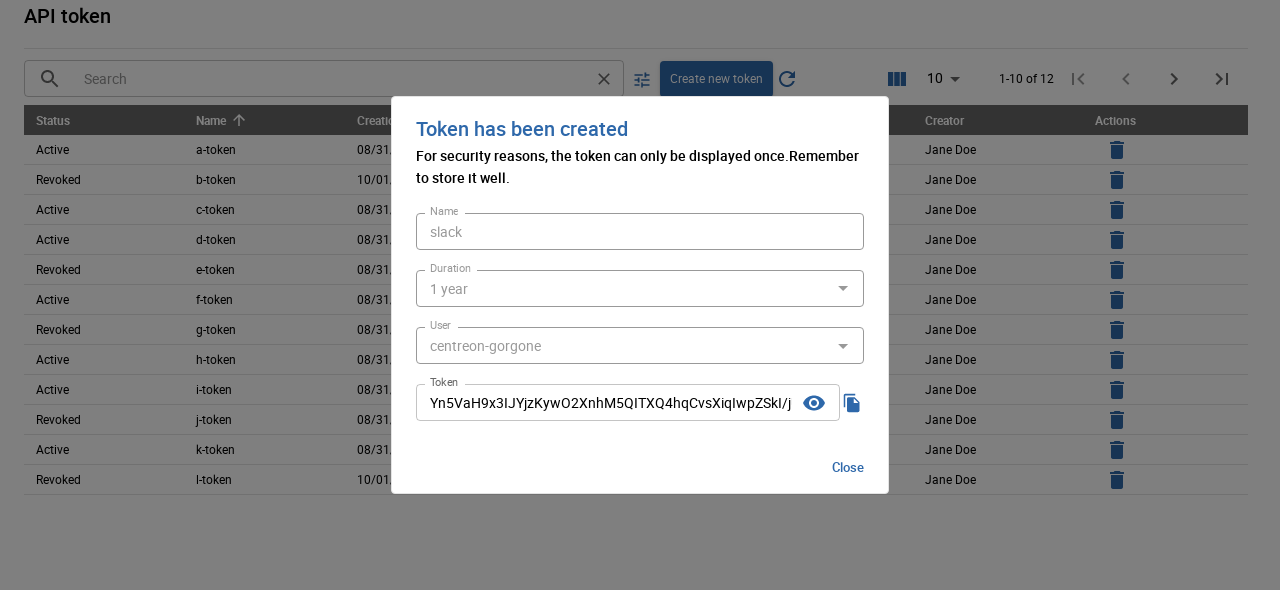 API token
Search
Create new token
10
1-10 of 12
Status Name Creatio Creator Actions
Active a-token 08/31. Jane Doe
Revoked b-token 10/01. Jane Doe
Active c-token 08/31. Jane Doe
Active d-token 08/31. Jane Doe
Revoked e-token 08/31. Jane Doe
Active f-token 08/31. Jane Doe
Revoked g-token 08/31. Jane Doe
Active h-token 08/31. Jane Doe
Active i-token 08/31. Jane Doe
Revoked j-token 08/31. Jane Doe
Active k-token 08/31. Jane Doe
Revoked l-token 10/01. Jane Doe
Token has been created
For security reasons, the token can only be displayed once.Remember
to store it well.
Name
slack
Duration
1 year
User
centreon-gorgone
Token
Close